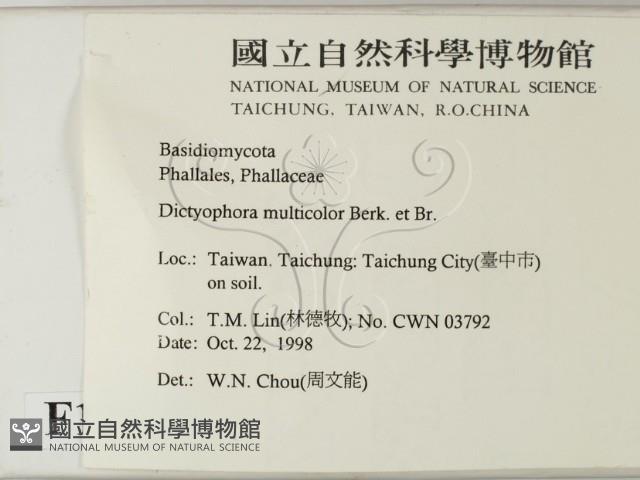 國立自然科學博物館
NATIONAL MUSEUM OF NATURAL SCIENCE
TAICHUNG, TAIWAN, R.O.CHINA
Basidiomycota
Phallales, Phallaceae
Dictyophora multicolor Berk. et Br.
Loc.: Taiwan. Taichung: Taichung City(臺中市)
on soil.
Col.: T.M. Lin(林德牧); No. CWN 03792
Date: Oct. 22, 1998
Det.: W.N. Chou(周文能)
國立自然科學博物館
NATIONAL MUSEUM OF NATURAL SCIENCE